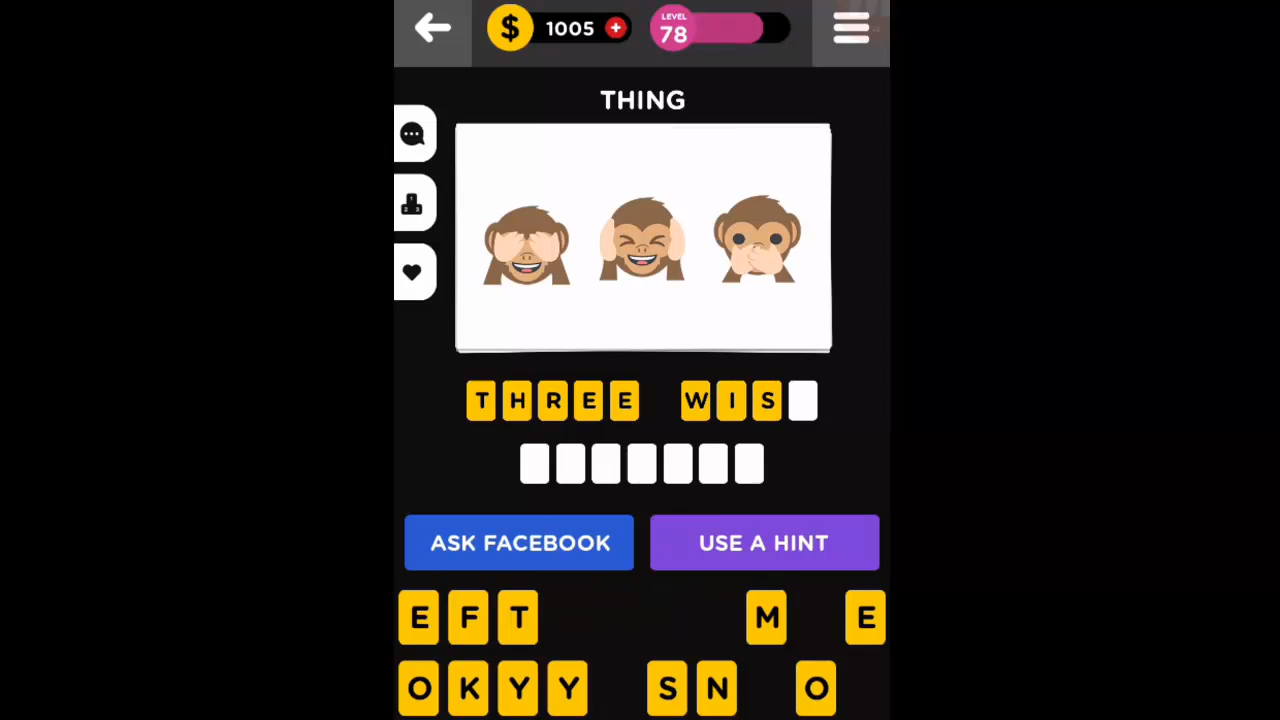 $ 1005 + LEVEL
78
THING
THREE WIS
ASK FACEBOOK USE A HINT
E F T M E
O K Y Y S N O